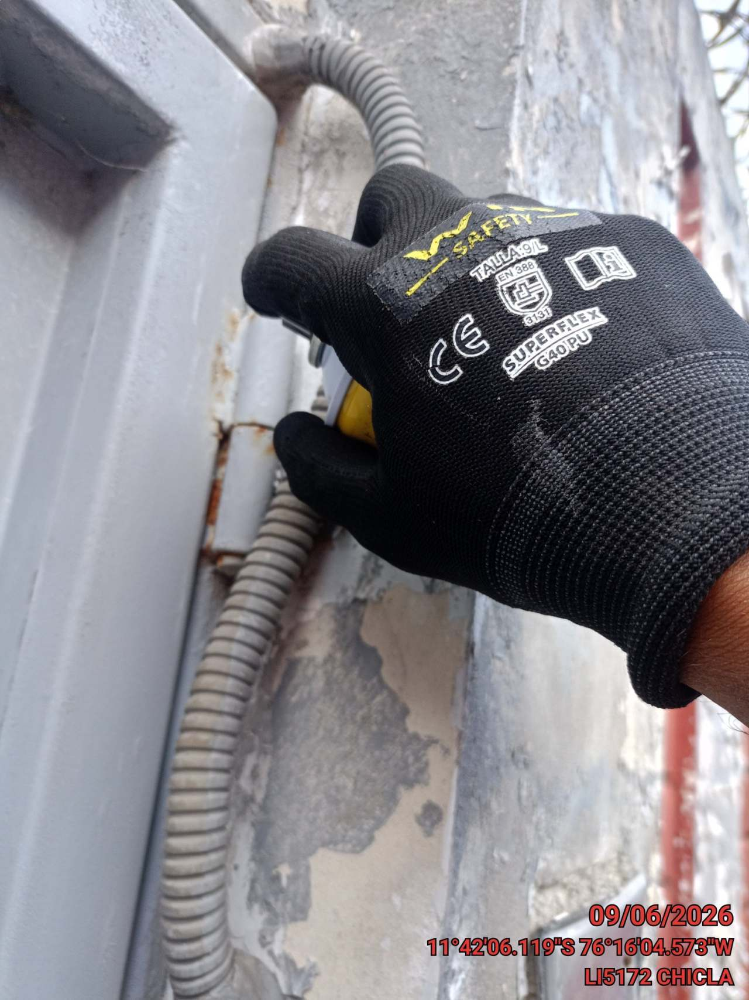 SAFETY
TALLA:9/L
EN 388
3131
CE
SUPERFLEX
G40 PU
09/06/2026
11°42'06.119"S 76°16'04.573"W
LI5172 CHICLA